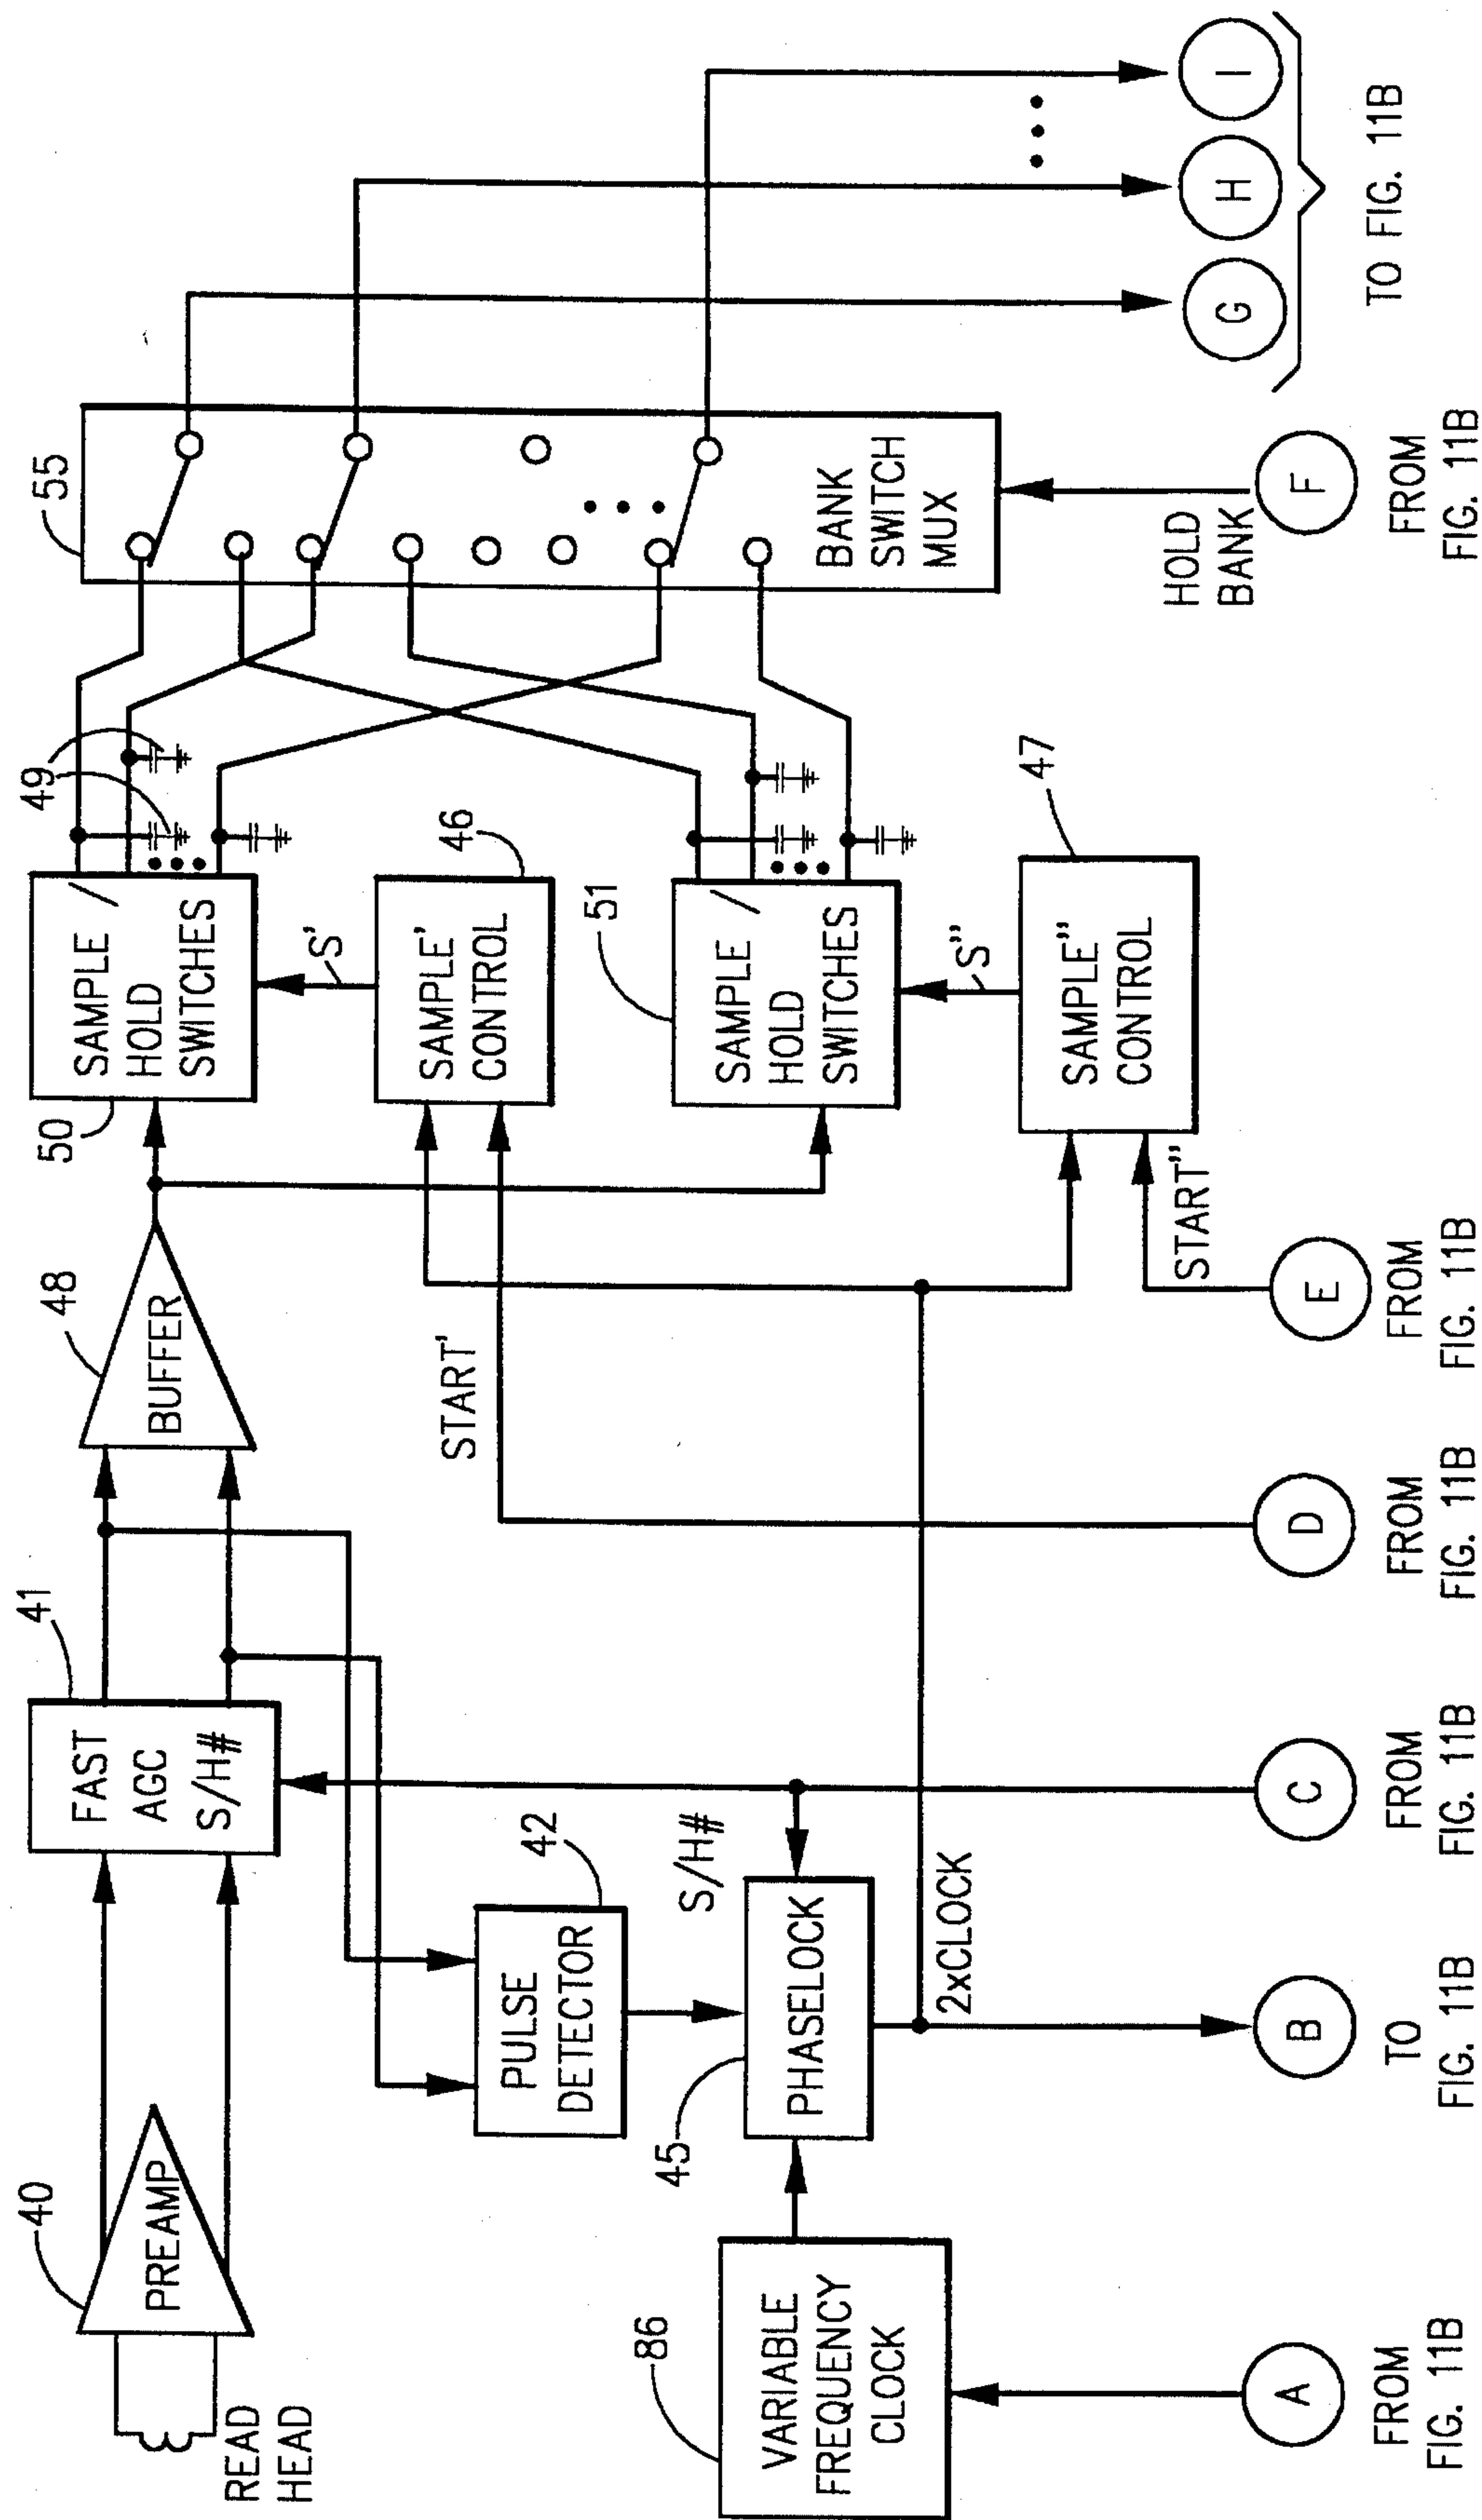 40
PREAMP
READ
HEAD
41
FAST
AGC
S/H#
48
BUFFER
50
SAMPLE /
HOLD
SWITCHES
49
55
BANK
SWITCH
MUX
S'
46
SAMPLE'
CONTROL
START'
42
PULSE
DETECTOR
51
SAMPLE /
HOLD
SWITCHES
S"
47
SAMPLE"
CONTROL
START"
S/H#
45
PHASELOCK
2xCLOCK
86
VARIABLE
FREQUENCY
CLOCK
HOLD
BANK
A
FROM
FIG. 11B
B
TO
FIG. 11B
C
FROM
FIG. 11B
D
FROM
FIG. 11B
E
FROM
FIG. 11B
F
FROM
FIG. 11B
G
H
I
TO FIG. 11B